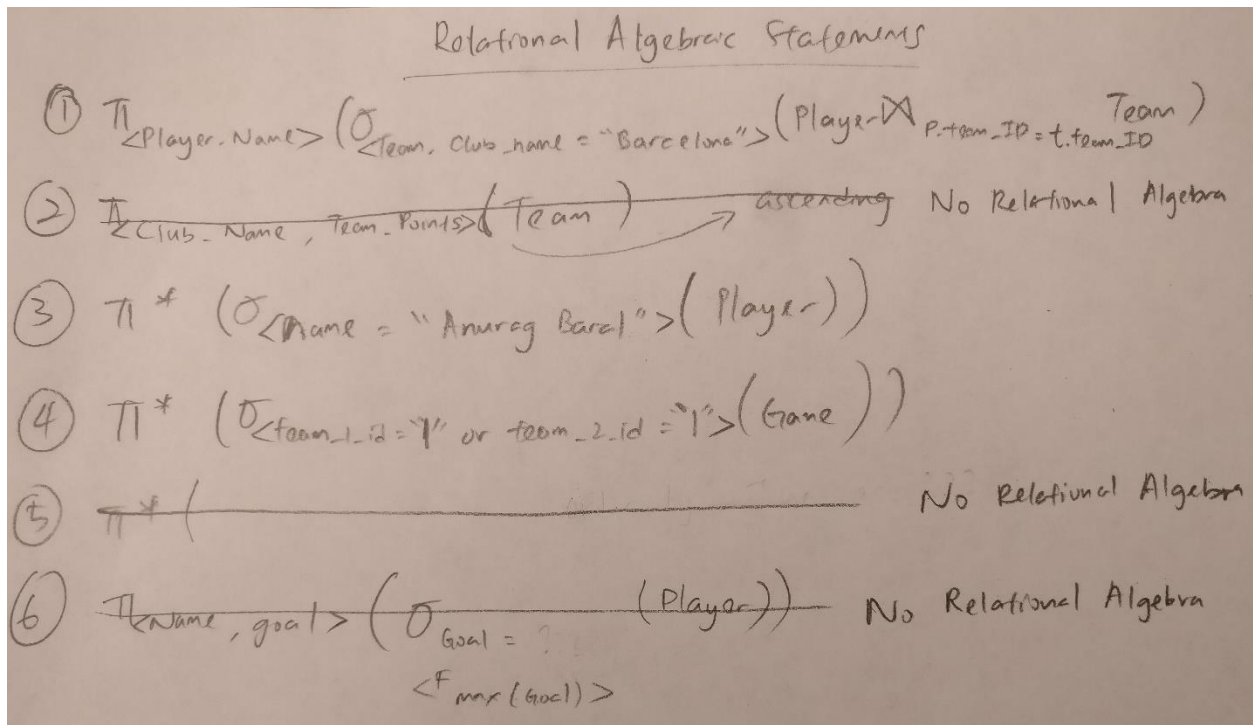 Relational Algebraic Statements
① π<Player.Name> (σ<Team.Club_name = "Barcelona"> (Player ⋈ P.team_ID = t.team_ID Team)
② π<Club_Name, Team_Points> (Team) ascending No Relational Algebra
③ π* (σ<name = "Anurag Baral"> (Player))
④ π* (σ<team_1_id = "1" or team_2_id = "1"> (Game))
⑤ π* ( No Relational Algebra
⑥ π<Name, goal> (σ Goal = ? (Player)) No Relational Algebra
<F max(Goal)>